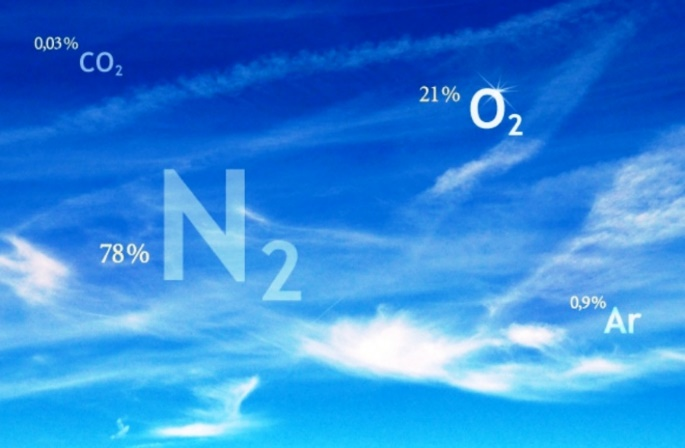 0,03% CO₂
21% O₂
78% N₂
0,9% Ar